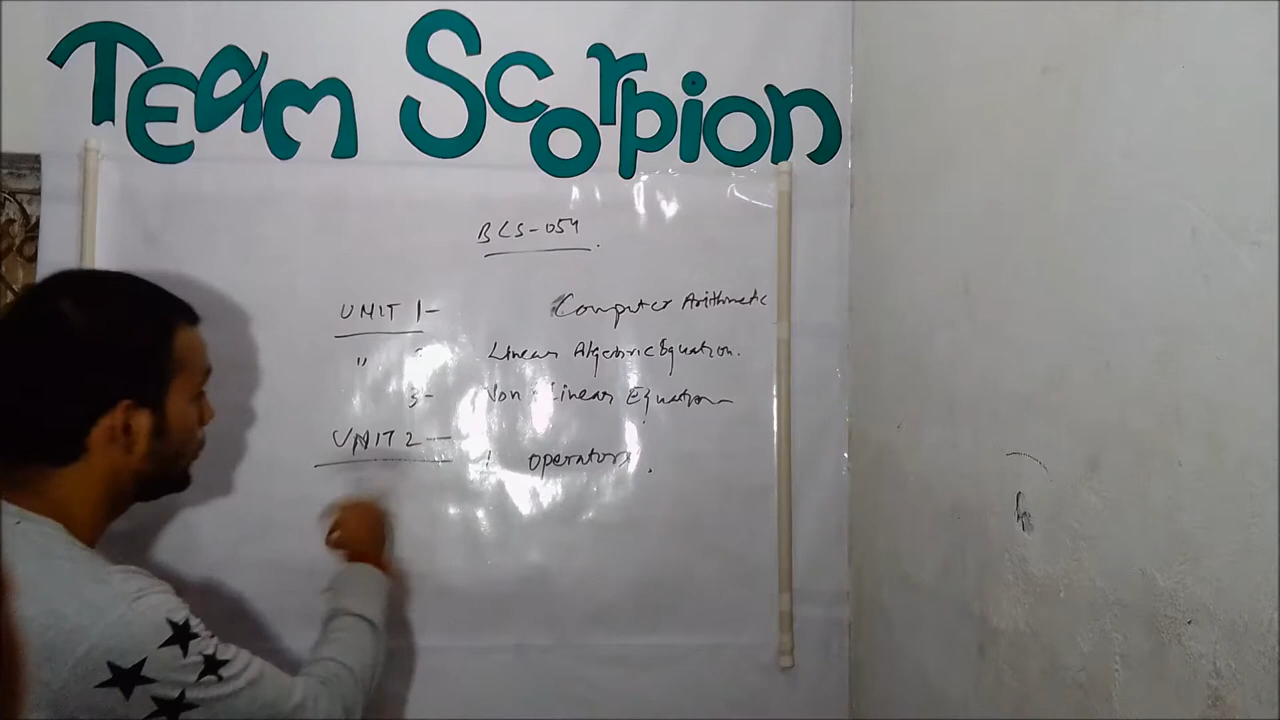 Team Scorpion
BCS-054
UNIT 1- Computer Arithmetic
" Linear Algebric Equation.
3- Non-Linear Equation
UNIT 2 —
1 operators.